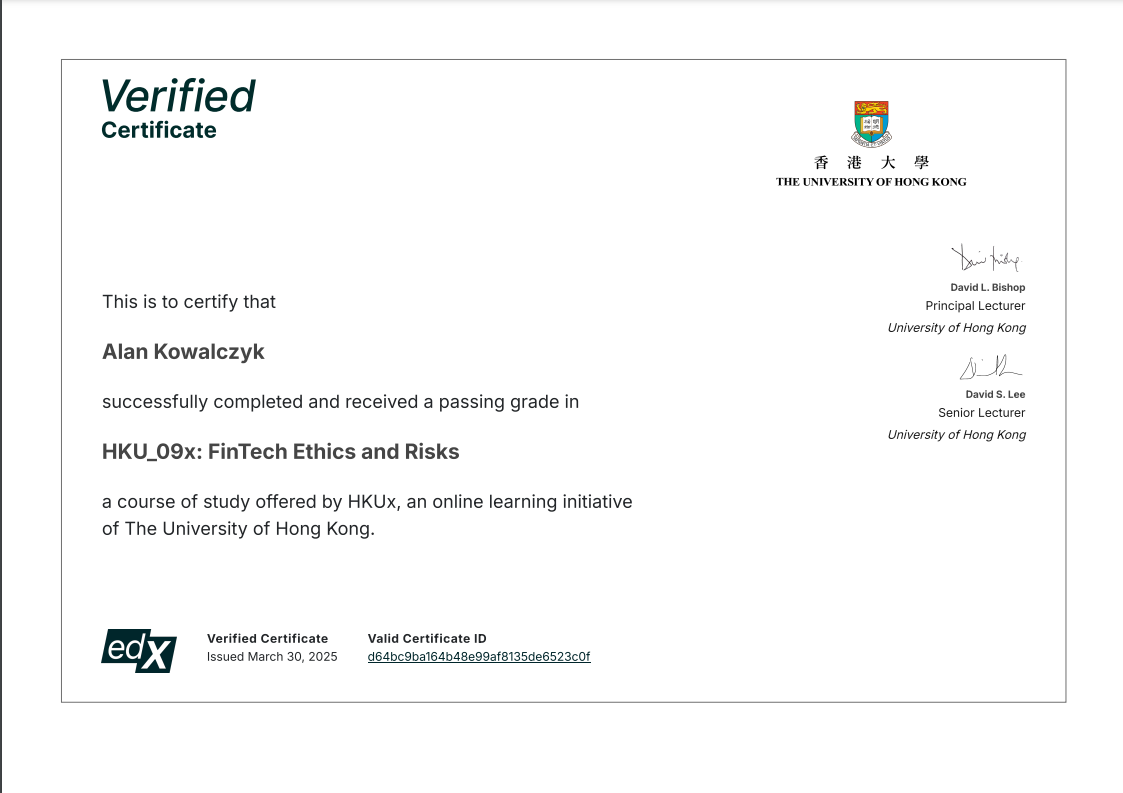 Verified
Certificate
香港大學
THE UNIVERSITY OF HONG KONG
This is to certify that
Alan Kowalczyk
successfully completed and received a passing grade in
HKU_09x: FinTech Ethics and Risks
a course of study offered by HKUx, an online learning initiative
of The University of Hong Kong.
David L. Bishop
Principal Lecturer
University of Hong Kong
David S. Lee
Senior Lecturer
University of Hong Kong
edX
Verified Certificate
Issued March 30, 2025
Valid Certificate ID
d64bc9ba164b48e99af8135de6523c0f